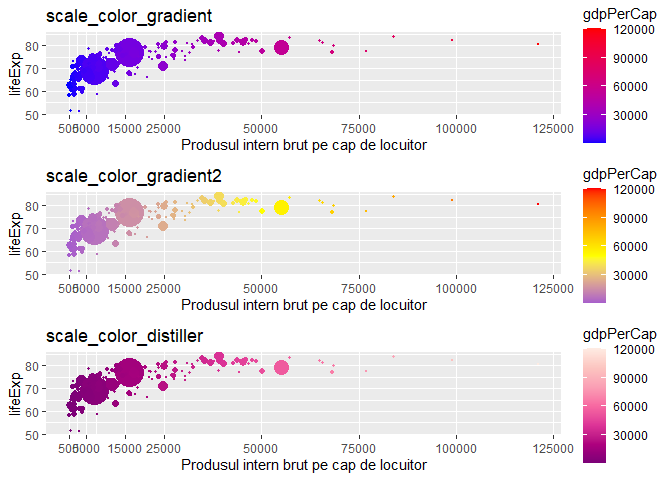 scale_color_gradient
gdpPerCap
120000
90000
60000
30000
lifeExp
80
70
60
50
500 5000 15000 25000 50000 75000 100000 125000
Produsul intern brut pe cap de locuitor
scale_color_gradient2
gdpPerCap
120000
90000
60000
30000
lifeExp
80
70
60
50
500 5000 15000 25000 50000 75000 100000 125000
Produsul intern brut pe cap de locuitor
scale_color_distiller
gdpPerCap
120000
90000
60000
30000
lifeExp
80
70
60
50
500 5000 15000 25000 50000 75000 100000 125000
Produsul intern brut pe cap de locuitor